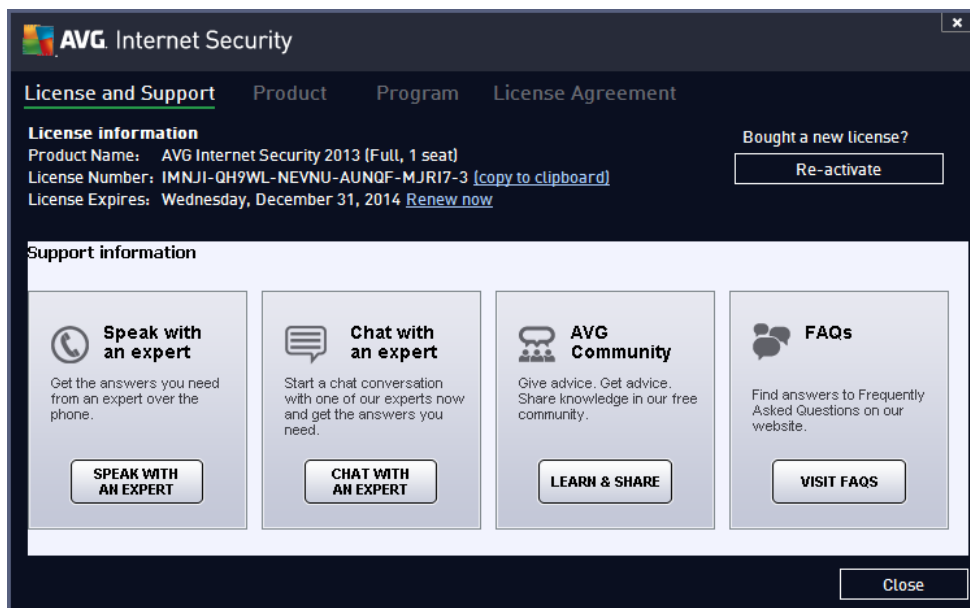 AVG. Internet Security
x
License and Support Product Program License Agreement
License information
Product Name: AVG Internet Security 2013 (Full, 1 seat)
License Number: IMNJI-QH9WL-NEVNU-AUNQF-MJRI7-3 (copy to clipboard)
License Expires: Wednesday, December 31, 2014 Renew now
Bought a new license?
Re-activate
Support information
Speak with
an expert
Get the answers you need
from an expert over the
phone.
SPEAK WITH
AN EXPERT
Chat with
an expert
Start a chat conversation
with one of our experts now
and get the answers you
need.
CHAT WITH
AN EXPERT
AVG
Community
Give advice. Get advice.
Share knowledge in our free
community.
LEARN & SHARE
FAQs
Find answers to Frequently
Asked Questions on our
website.
VISIT FAQS
Close